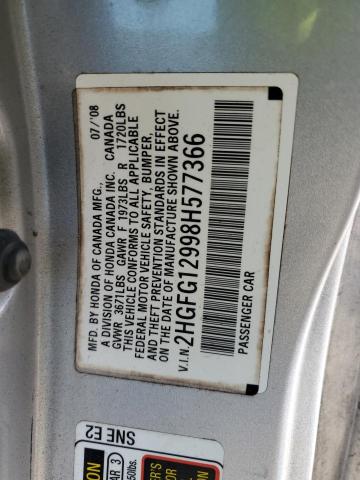 MFD. BY HONDA OF CANADA MFG., 07/'08
A DIVISION OF HONDA CANADA INC. CANADA
GVWR 3671LBS GAWR F 1973LBS R 1720LBS
THIS VEHICLE CONFORMS TO ALL APPLICABLE
FEDERAL MOTOR VEHICLE SAFETY, BUMPER,
AND THEFT PREVENTION STANDARDS IN EFFECT
ON THE DATE OF MANUFACTURE SHOWN ABOVE.
V.I.N. 2HGFG12998H577366
PASSENGER CAR
SNE E2